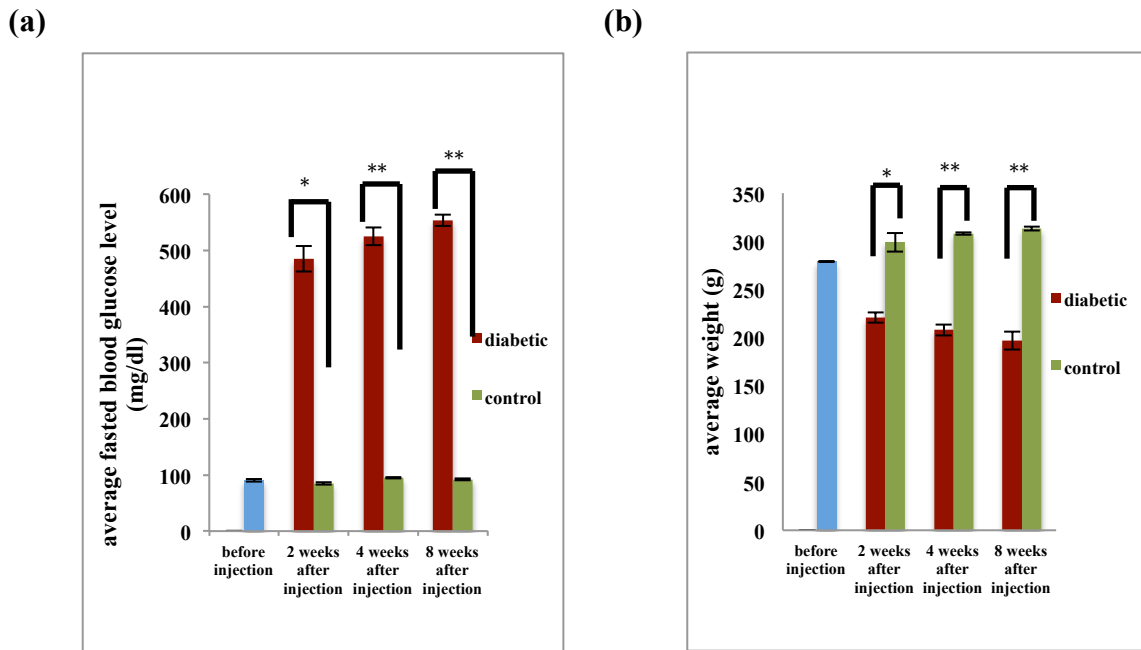 (a)
(b)
average fasted blood glucose level
(mg/dl)
600
500
400
300
200
100
0
*
**
**
diabetic
control
before
injection
2 weeks
after
injection
4 weeks
after
injection
8 weeks
after
injection
average weight (g)
350
300
250
200
150
100
50
0
*
**
**
diabetic
control
before
injection
2 weeks
after
injection
4 weeks
after
injection
8 weeks
after
injection